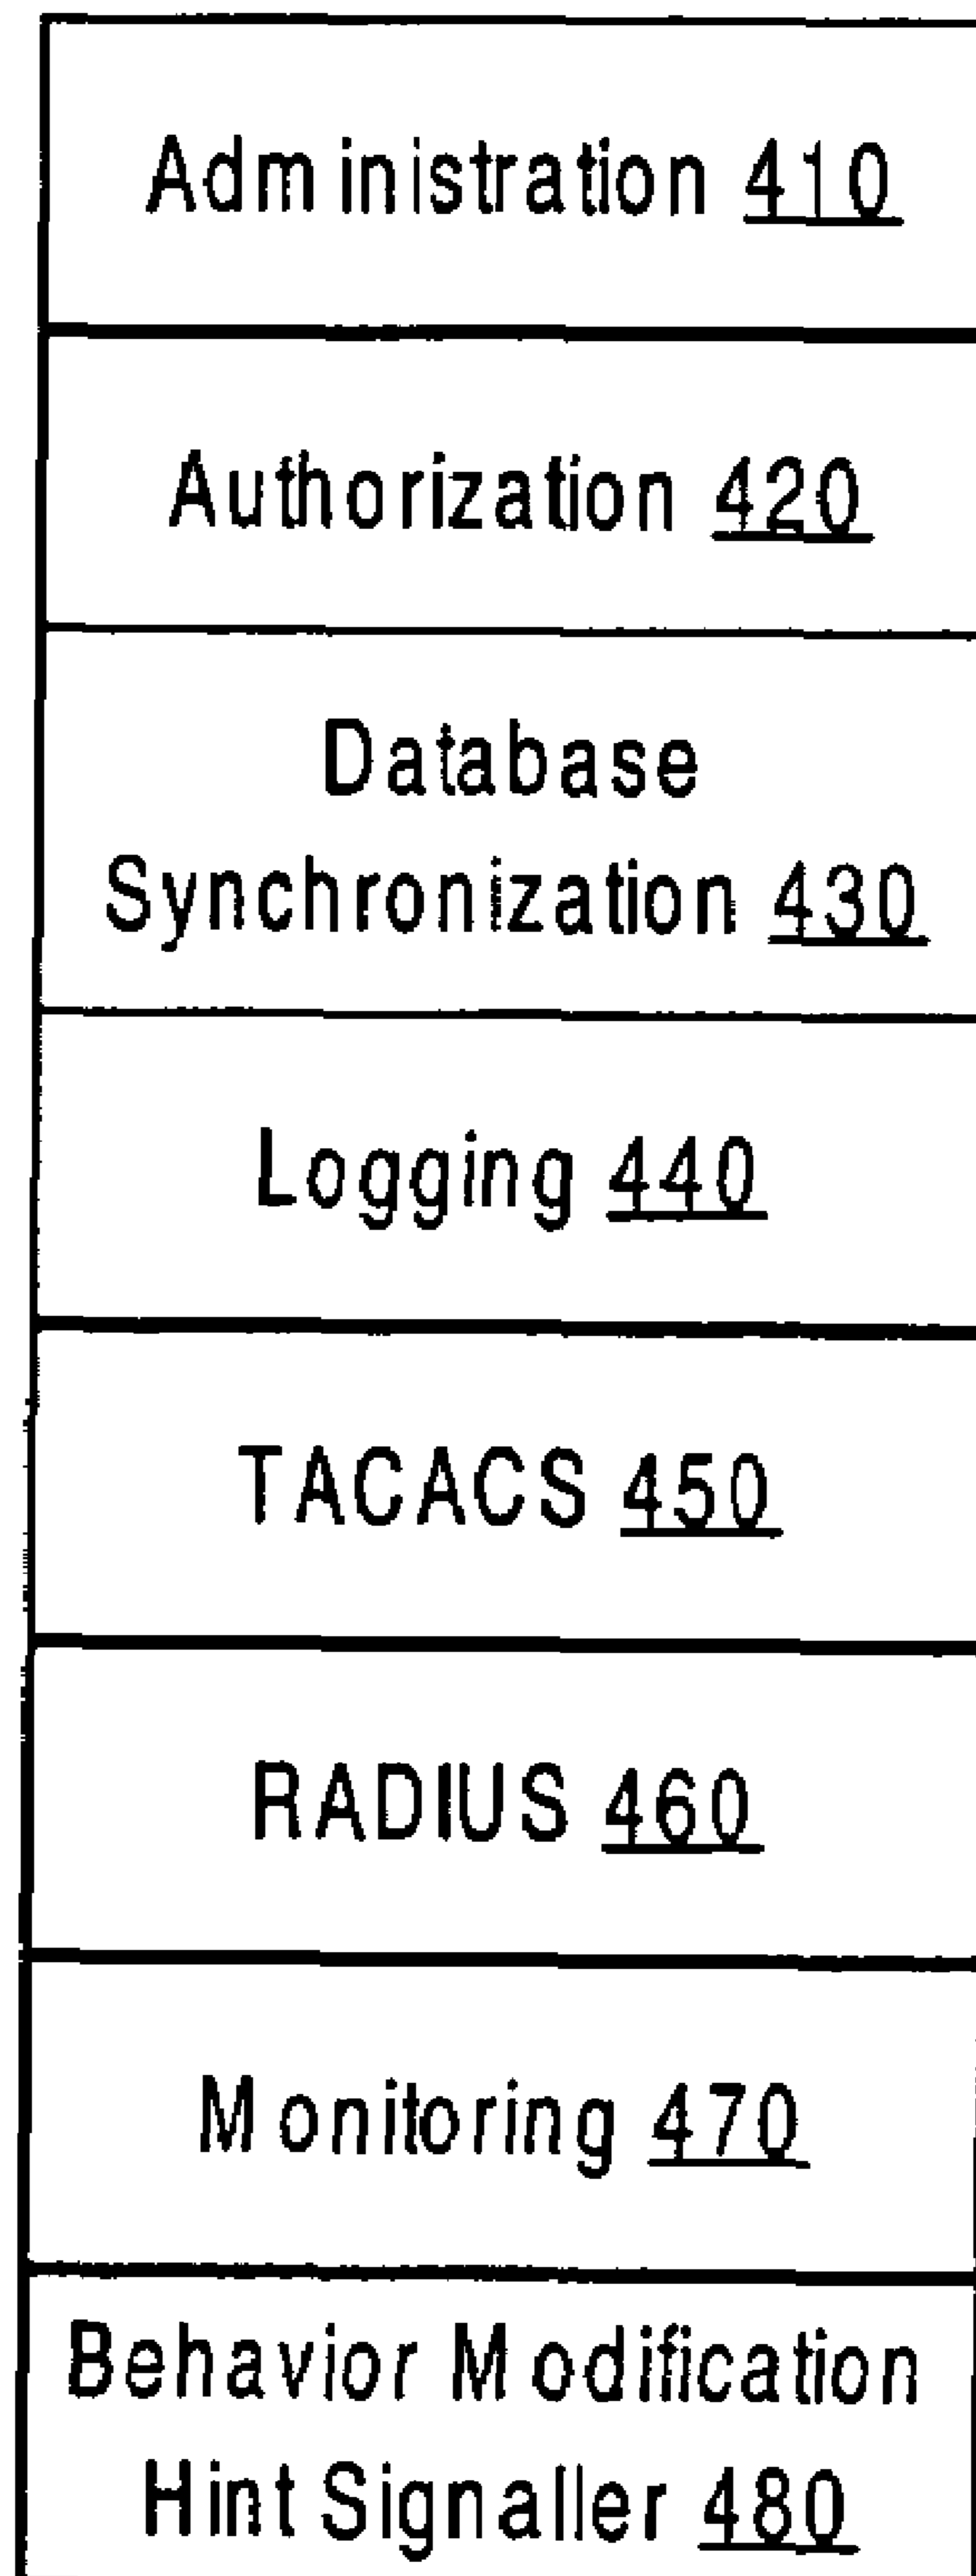 Administration 410
Authorization 420
Database
Synchronization 430
Logging 440
TACACS 450
RADIUS 460
Monitoring 470
Behavior Modification
Hint Signaller 480